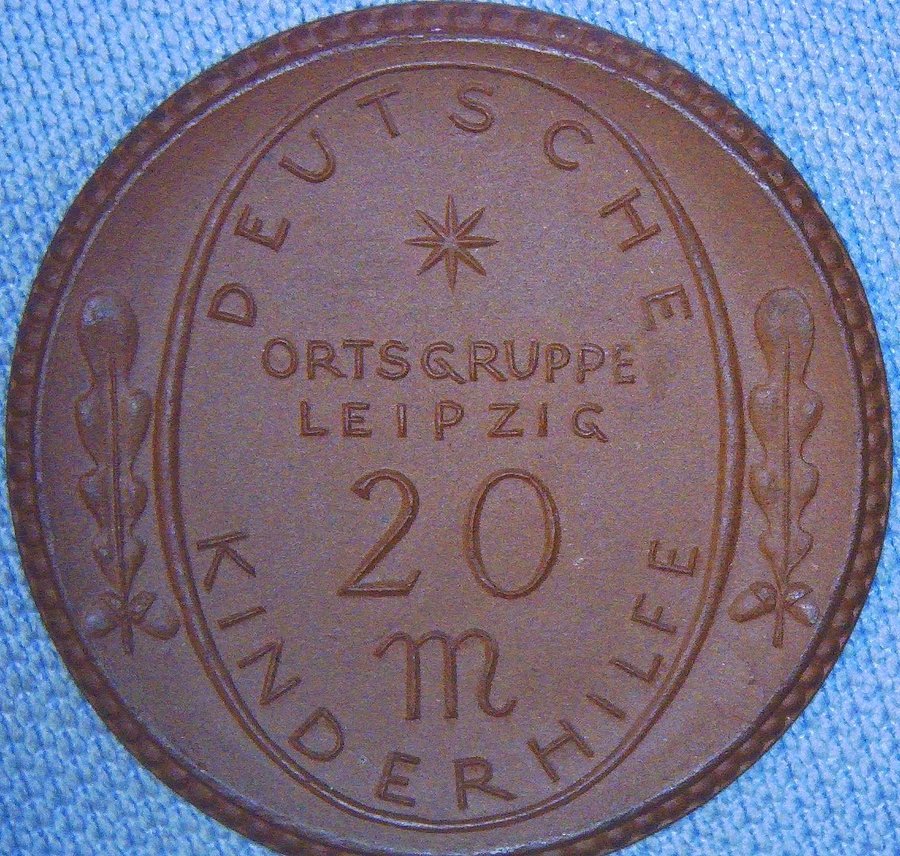 DEUTSCHE
ORTSGRUPPE
LEIPZIG
20
M
KINDERHILFE